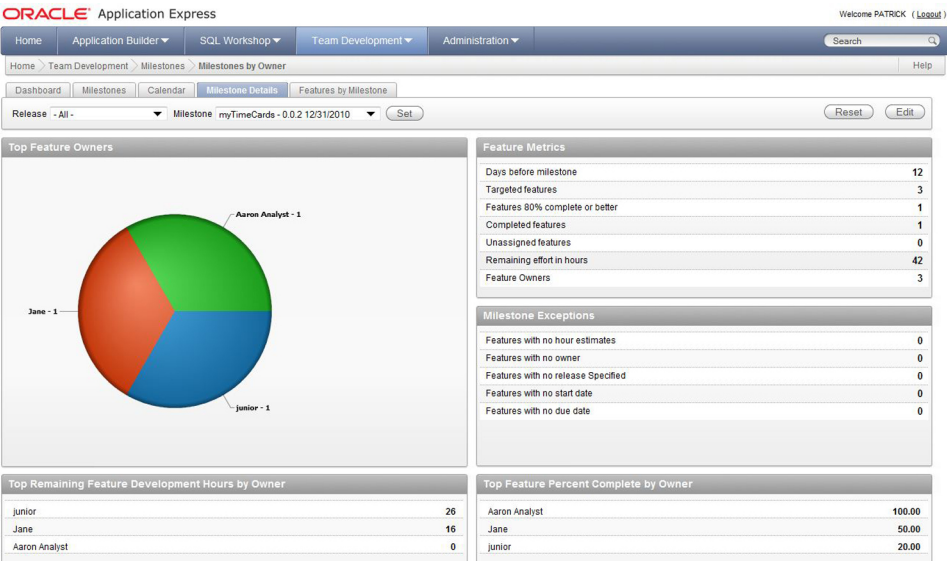 ORACLE Application Express
Welcome PATRICK ( Logout )
Home Application Builder SQL Workshop Team Development Administration Search
Home Team Development Milestones Milestones by Owner Help
Dashboard Milestones Calendar Milestone Details Features by Milestone
Release - All - Milestone myTimeCards - 0.0.2 12/31/2010 Set Reset Edit
Top Feature Owners
Aaron Analyst - 1
Jane - 1
junior - 1
Feature Metrics
Days before milestone 12
Targeted features 3
Features 80% complete or better 1
Completed features 1
Unassigned features 0
Remaining effort in hours 42
Feature Owners 3
Milestone Exceptions
Features with no hour estimates 0
Features with no owner 0
Features with no release Specified 0
Features with no start date 0
Features with no due date 0
Top Remaining Feature Development Hours by Owner
junior 26
Jane 16
Aaron Analyst 0
Top Feature Percent Complete by Owner
Aaron Analyst 100.00
Jane 50.00
junior 20.00